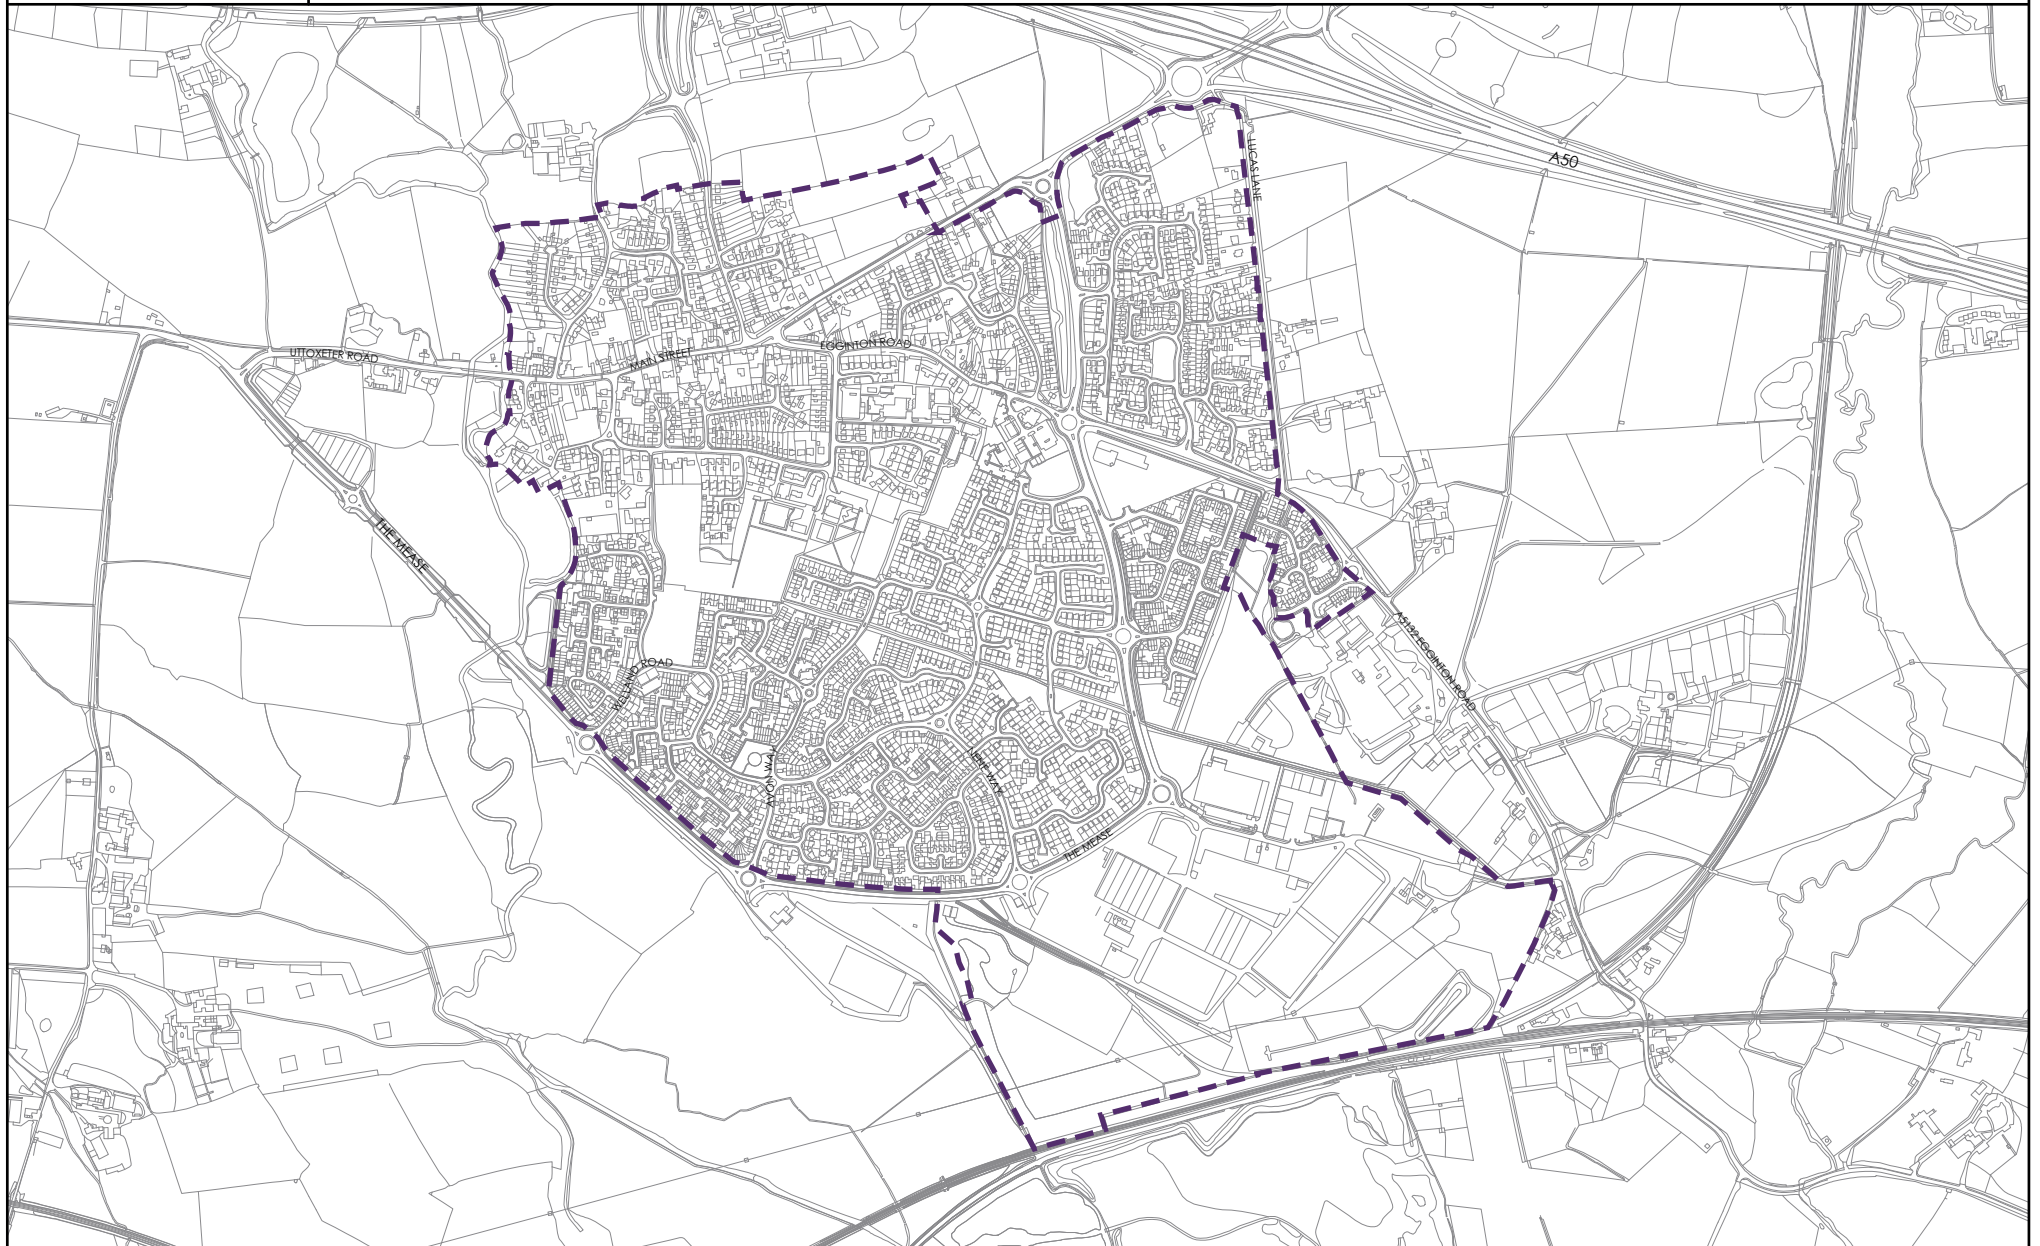 A50
LUCAS LANE
UTTOXETER ROAD
MAIN STREET
EGGINTON ROAD
THE MEASE
A5132 EGGINTON ROAD
WELLAND ROAD
AVON WAY
NENE WAY
THE MEASE